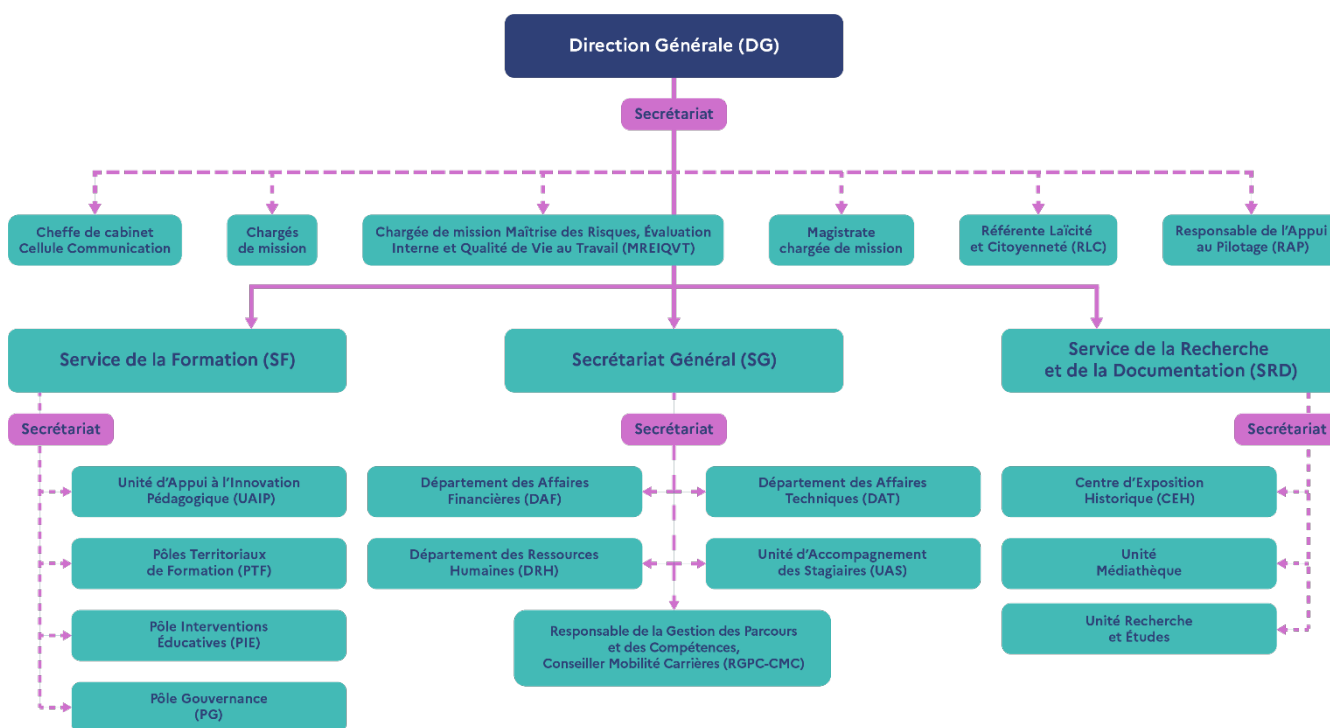 Direction Générale (DG)
Secrétariat
Cheffe de cabinet
Cellule Communication
Chargés
de mission
Chargée de mission Maîtrise des Risques, Évaluation
Interne et Qualité de Vie au Travail (MREIQVT)
Magistrate
chargée de mission
Référente Laïcité
et Citoyenneté (RLC)
Responsable de l'Appui
au Pilotage (RAP)
Service de la Formation (SF)
Secrétariat Général (SG)
Service de la Recherche
et de la Documentation (SRD)
Secrétariat
Secrétariat
Secrétariat
Unité d'Appui à l'Innovation
Pédagogique (UAIP)
Pôles Territoriaux
de Formation (PTF)
Pôle Interventions
Éducatives (PIE)
Pôle Gouvernance
(PG)
Département des Affaires
Financières (DAF)
Département des Affaires
Techniques (DAT)
Département des Ressources
Humaines (DRH)
Unité d'Accompagnement
des Stagiaires (UAS)
Responsable de la Gestion des Parcours
et des Compétences,
Conseiller Mobilité Carrières (RGPC-CMC)
Centre d'Exposition
Historique (CEH)
Unité
Médiathèque
Unité Recherche
et Études